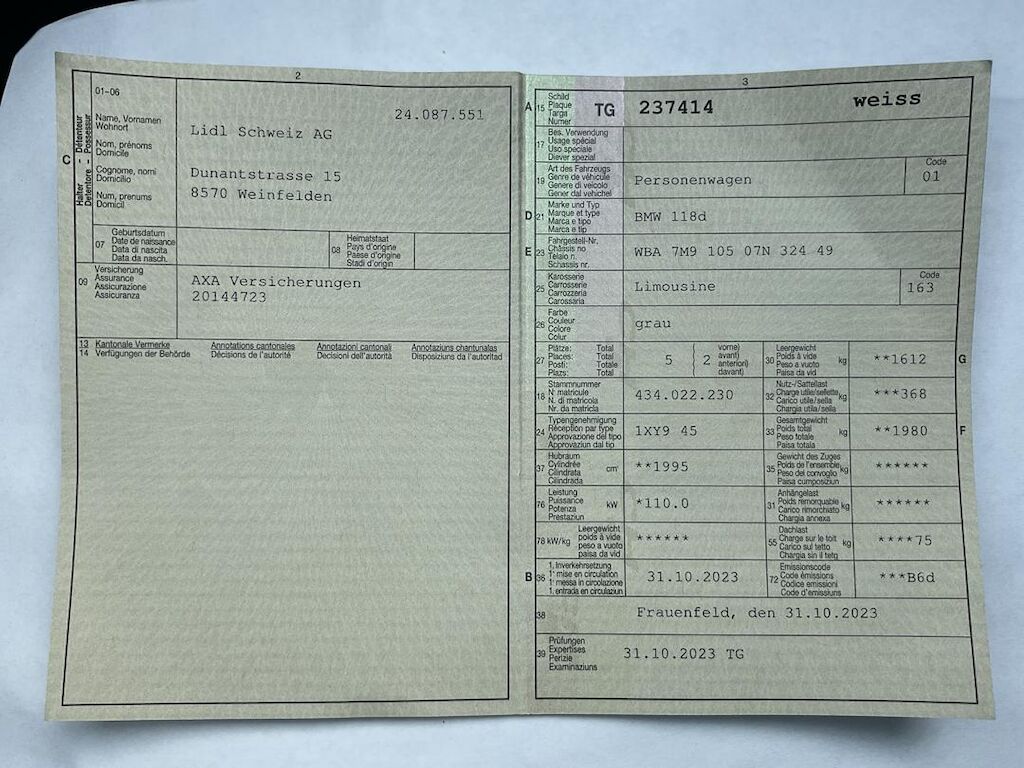 2
C
Halter - Détenteur
Detentore - Possessur
01-06
Name, Vornamen
Wohnort
Nom, prénoms
Domicile
Cognome, nomi
Domicilio
Num, prenums
Domicil
24.087.551
Lidl Schweiz AG
Dunantstrasse 15
8570 Weinfelden
07
Geburtsdatum
Date de naissance
Data di nascita
Data da nasch.
08
Heimatstaat
Pays d'origine
Paese d'origine
Stadi d'origin
09
Versicherung
Assurance
Assicurazione
Assicuranza
AXA Versicherungen
20144723
13 Kantonale Vermerke Annotations cantonales Annotazioni cantonali Annotaziuns chantunalas
14 Verfügungen der Behörde Décisions de l'autorité Decisioni dell'autorità Disposiziuns da l'autoritad
3
A
15
Schild
Plaque
Targa
Numer
TG 237414 weiss
17
Bes. Verwendung
Usage spécial
Uso speciale
Diever spezial
19
Art des Fahrzeugs
Genre de véhicule
Genere di veicolo
Gener dal vehichel
Personenwagen
Code
01
D
21
Marke und Typ
Marque et type
Marca e tipo
Marca e tip
BMW 118d
E
23
Fahrgestell-Nr.
Châssis no
Telaio n.
Schassis nr.
WBA 7M9 105 07N 324 49
25
Karosserie
Carrosserie
Carrozzeria
Carossaria
Limousine
Code
163
26
Farbe
Couleur
Colore
Colur
grau
27
Plätze: Total
Places: Total
Posti: Totale
Plazs: Total
5 ( 2
vorne)
avant)
anteriori)
davant)
30
Leergewicht
Poids à vide
Peso a vuoto
Paisa da vid
kg
**1612
G
18
Stammnummer
N° matricule
N. di matricola
Nr. da matricla
434.022.230
32
Nutz-/Sattellast
Charge utile/sellette
Carico utile/sella
Chargia utila/sella
kg
***368
24
Typengenehmigung
Réception par type
Approvazione del tipo
Approvaziun dal tip
1XY9 45
33
Gesamtgewicht
Poids total
Peso totale
Paisa totala
kg
**1980
F
37
Hubraum
Cylindrée
Cilindrata
Cilindrada
cm³
**1995
35
Gewicht des Zuges
Poids de l'ensemble
Peso del convoglio
Paisa cumposiziun
kg
******
76
Leistung
Puissance
Potenza
Prestaziun
kW
*110.0
31
Anhängelast
Poids remorquable
Carico rimorchiato
Chargia annexa
kg
******
78 kW/kg
Leergewicht
poids à vide
peso a vuoto
paisa da vid
******
55
Dachlast
Charge sur le toit
Carico sul tetto
Chargia sin il tetg
kg
****75
B
36
1. Inverkehrsetzung
1re mise en circulation
1a messa in circolazione
1. entrada en circulaziun
31.10.2023
72
Emissionscode
Code émissions
Codice emissioni
Code d'emissiuns
***B6d
38
Frauenfeld, den 31.10.2023
39
Prüfungen
Expertises
Perizie
Examinaziuns
31.10.2023 TG